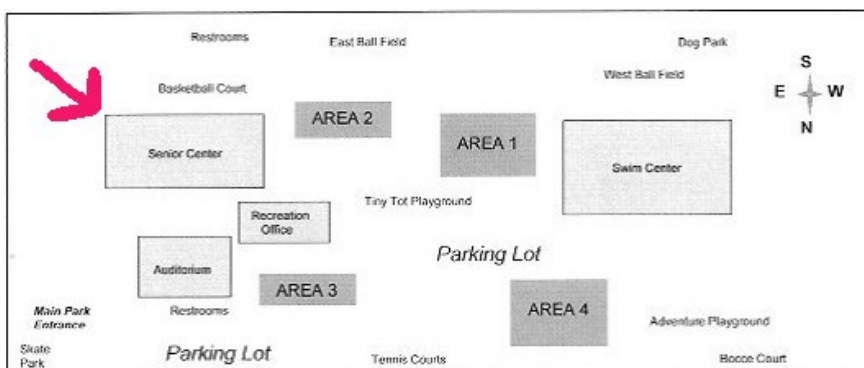 Restrooms
East Ball Field
Dog Park
West Ball Field
S
E W
N
Basketball Court
AREA 2
AREA 1
Senior Center
Swim Center
Tiny Tot Playground
Recreation
Office
Parking Lot
Auditorium
AREA 3
AREA 4
Main Park
Entrance
Restrooms
Adventure Playground
Skate
Park
Parking Lot
Tennis Courts
Bocce Court